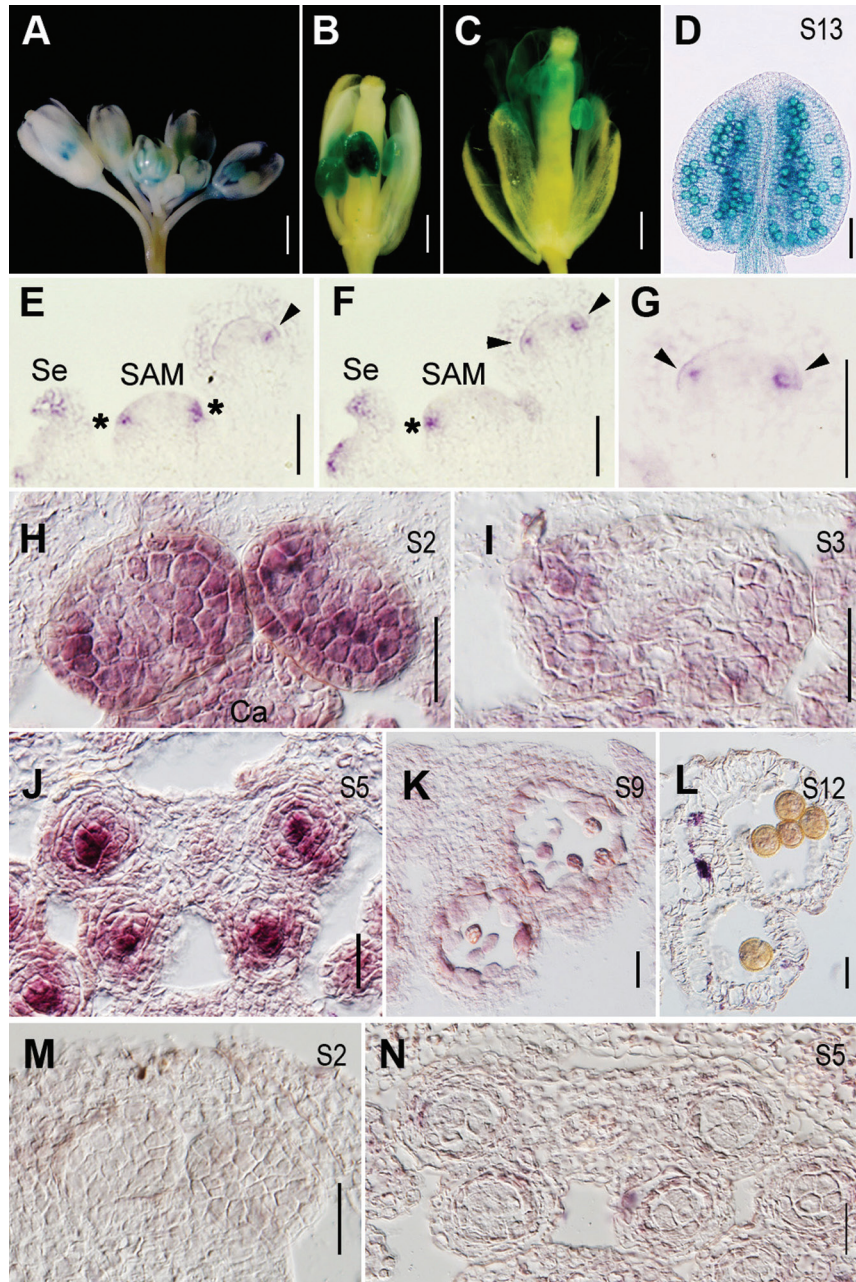 A
B
C
D S13
E
Se SAM
* *
F
Se SAM
*
G
H S2
Ca
I S3
J S5
K S9
L S12
M S2
N S5